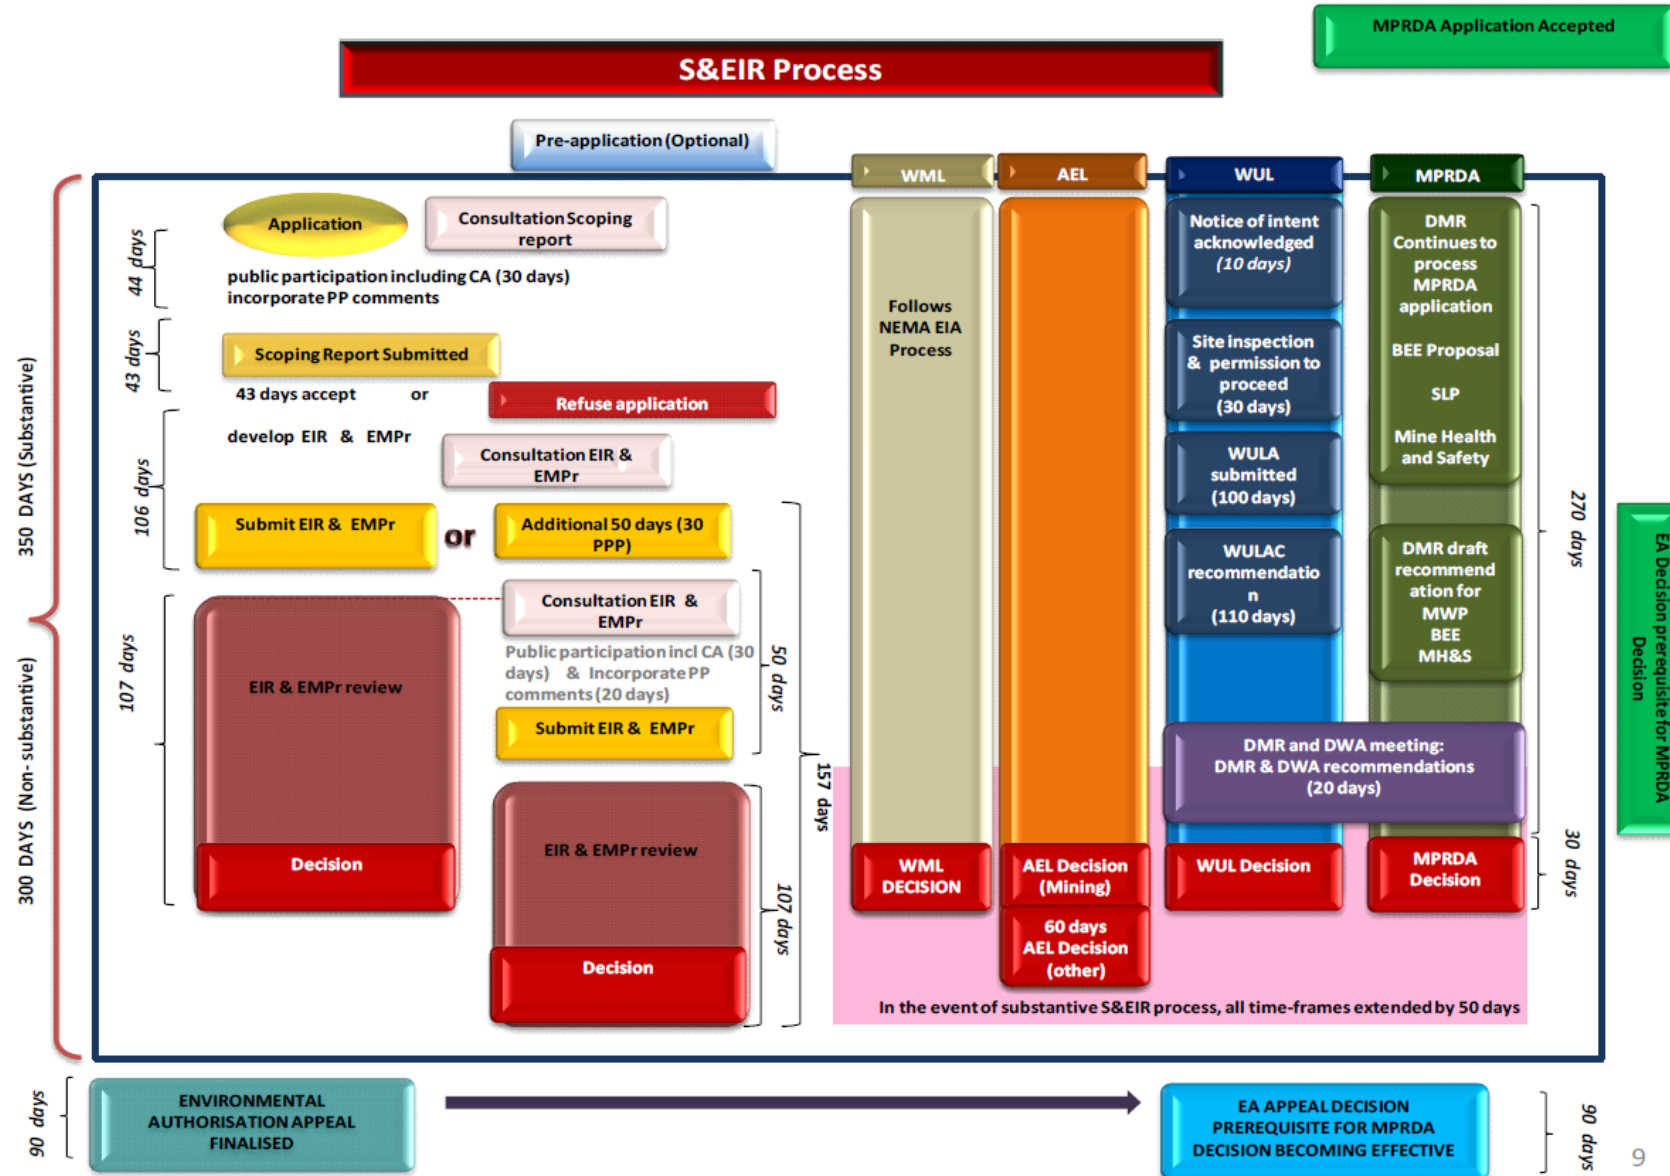 MPRDA Application Accepted
S&EIR Process
Pre-application (Optional)
WML
AEL
WUL
MPRDA
350 DAYS (Substantive)
300 DAYS (Non- substantive)
44 days
Application
Consultation Scoping
report
public participation including CA (30 days)
incorporate PP comments
43 days
Scoping Report Submitted
43 days accept or
Refuse application
106 days
develop EIR & EMPr
Consultation EIR &
EMPr
Submit EIR & EMPr
or
Additional 50 days (30
PPP)
107 days
EIR & EMPr review
Decision
Consultation EIR &
EMPr
Public participation incl CA (30
days) & Incorporate PP
comments (20 days)
Submit EIR & EMPr
50 days
EIR & EMPr review
Decision
107 days
157 days
Follows
NEMA EIA
Process
WML
DECISION
AEL Decision
(Mining)
60 days
AEL Decision
(other)
Notice of intent
acknowledged
(10 days)
Site inspection
& permission to
proceed
(30 days)
WULA
submitted
(100 days)
WULAC
recommendatio
n
(110 days)
DMR
Continues to
process
MPRDA
application
BEE Proposal
SLP
Mine Health
and Safety
DMR draft
recommend
ation for
MWP
BEE
MH&S
DMR and DWA meeting:
DMR & DWA recommendations
(20 days)
WUL Decision
MPRDA
Decision
270 days
30 days
EA Decision prerequisite for MPRDA
Decision
In the event of substantive S&EIR process, all time-frames extended by 50 days
90 days
ENVIRONMENTAL
AUTHORISATION APPEAL
FINALISED
EA APPEAL DECISION
PREREQUISITE FOR MPRDA
DECISION BECOMING EFFECTIVE
90 days
9